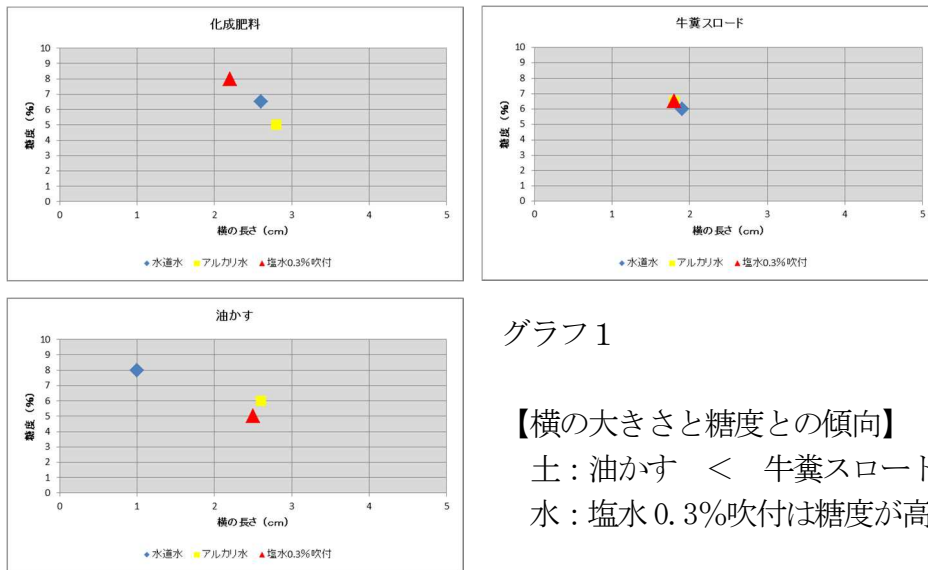 化成肥料
糖度 (%)
10
9
8
7
6
5
4
3
2
1
0
0 1 2 3 4 5
横の長さ (cm)
◆水道水 ■アルカリ水 ▲塩水0.3%吹付
牛糞スロード
糖度 (%)
10
9
8
7
6
5
4
3
2
1
0
0 1 2 3 4 5
横の長さ (cm)
◆水道水 ■アルカリ水 ▲塩水0.3%吹付
油かす
糖度 (%)
10
9
8
7
6
5
4
3
2
1
0
0 1 2 3 4 5
横の長さ (cm)
◆水道水 ■アルカリ水 ▲塩水0.3%吹付
グラフ1
【横の大きさと糖度との傾向】
土：油かす ＜ 牛糞スロード
水：塩水0.3%吹付は糖度が高